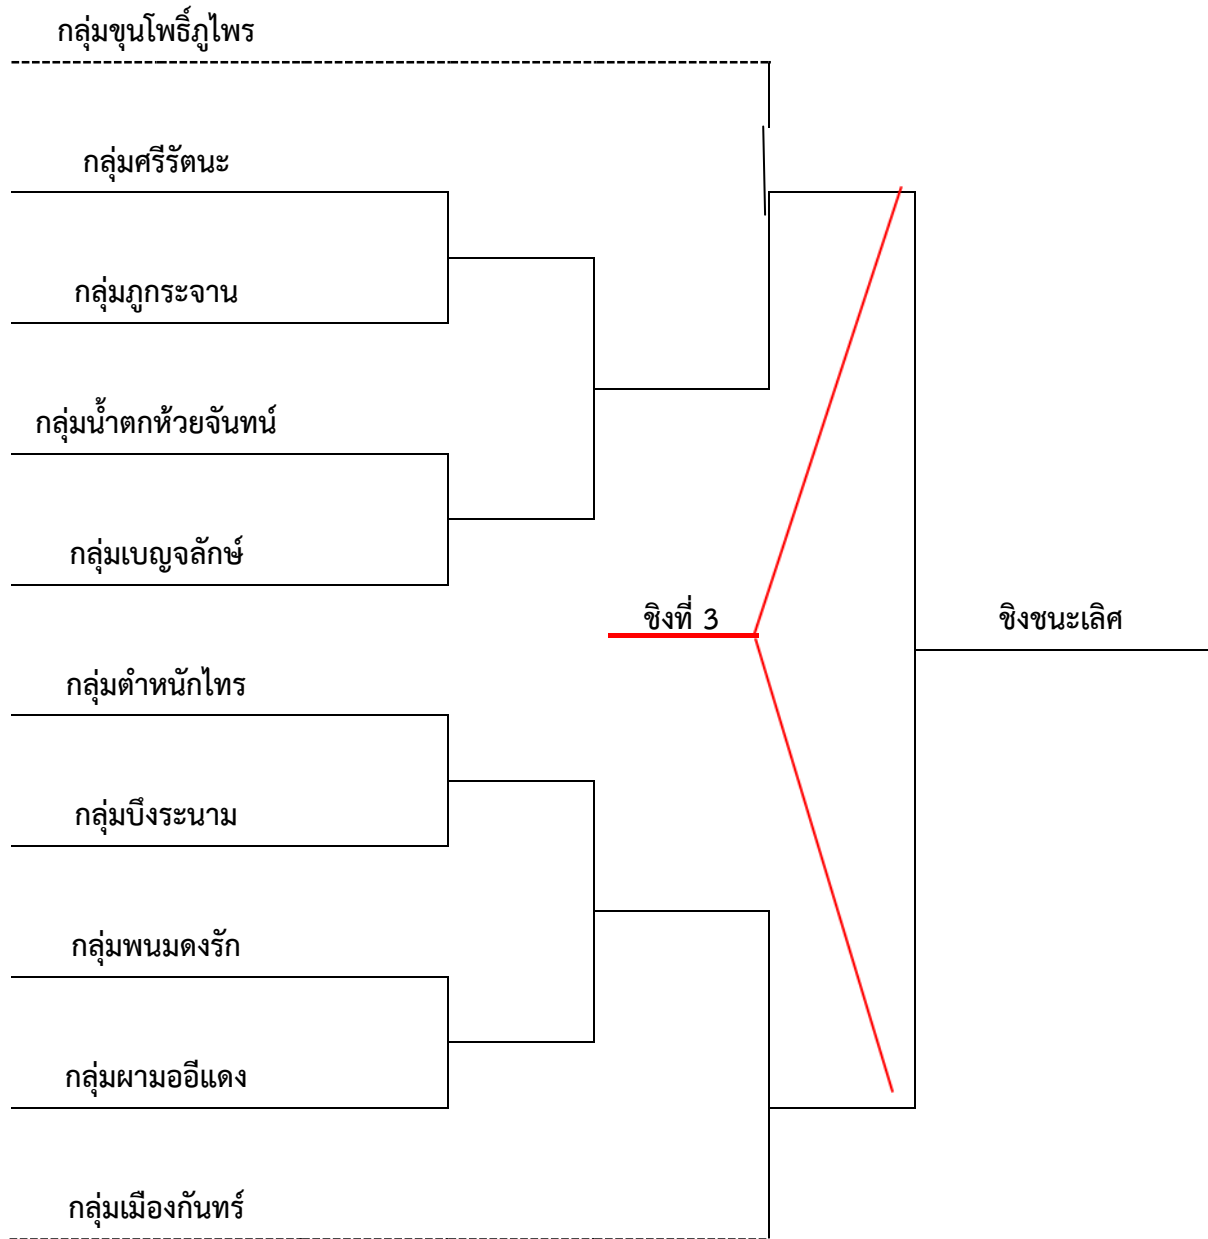 กลุ่มขุนโพธิ์ภูไพร
กลุ่มศรีรัตนะ
กลุ่มภูกระจาน
กลุ่มน้ำตกห้วยจันทน์
กลุ่มเบญจลักษ์
ชิงที่ 3
ชิงชนะเลิศ
กลุ่มตำหนักไทร
กลุ่มบึงระนาม
กลุ่มพนมดงรัก
กลุ่มผามออีแดง
กลุ่มเมืองกันทร์